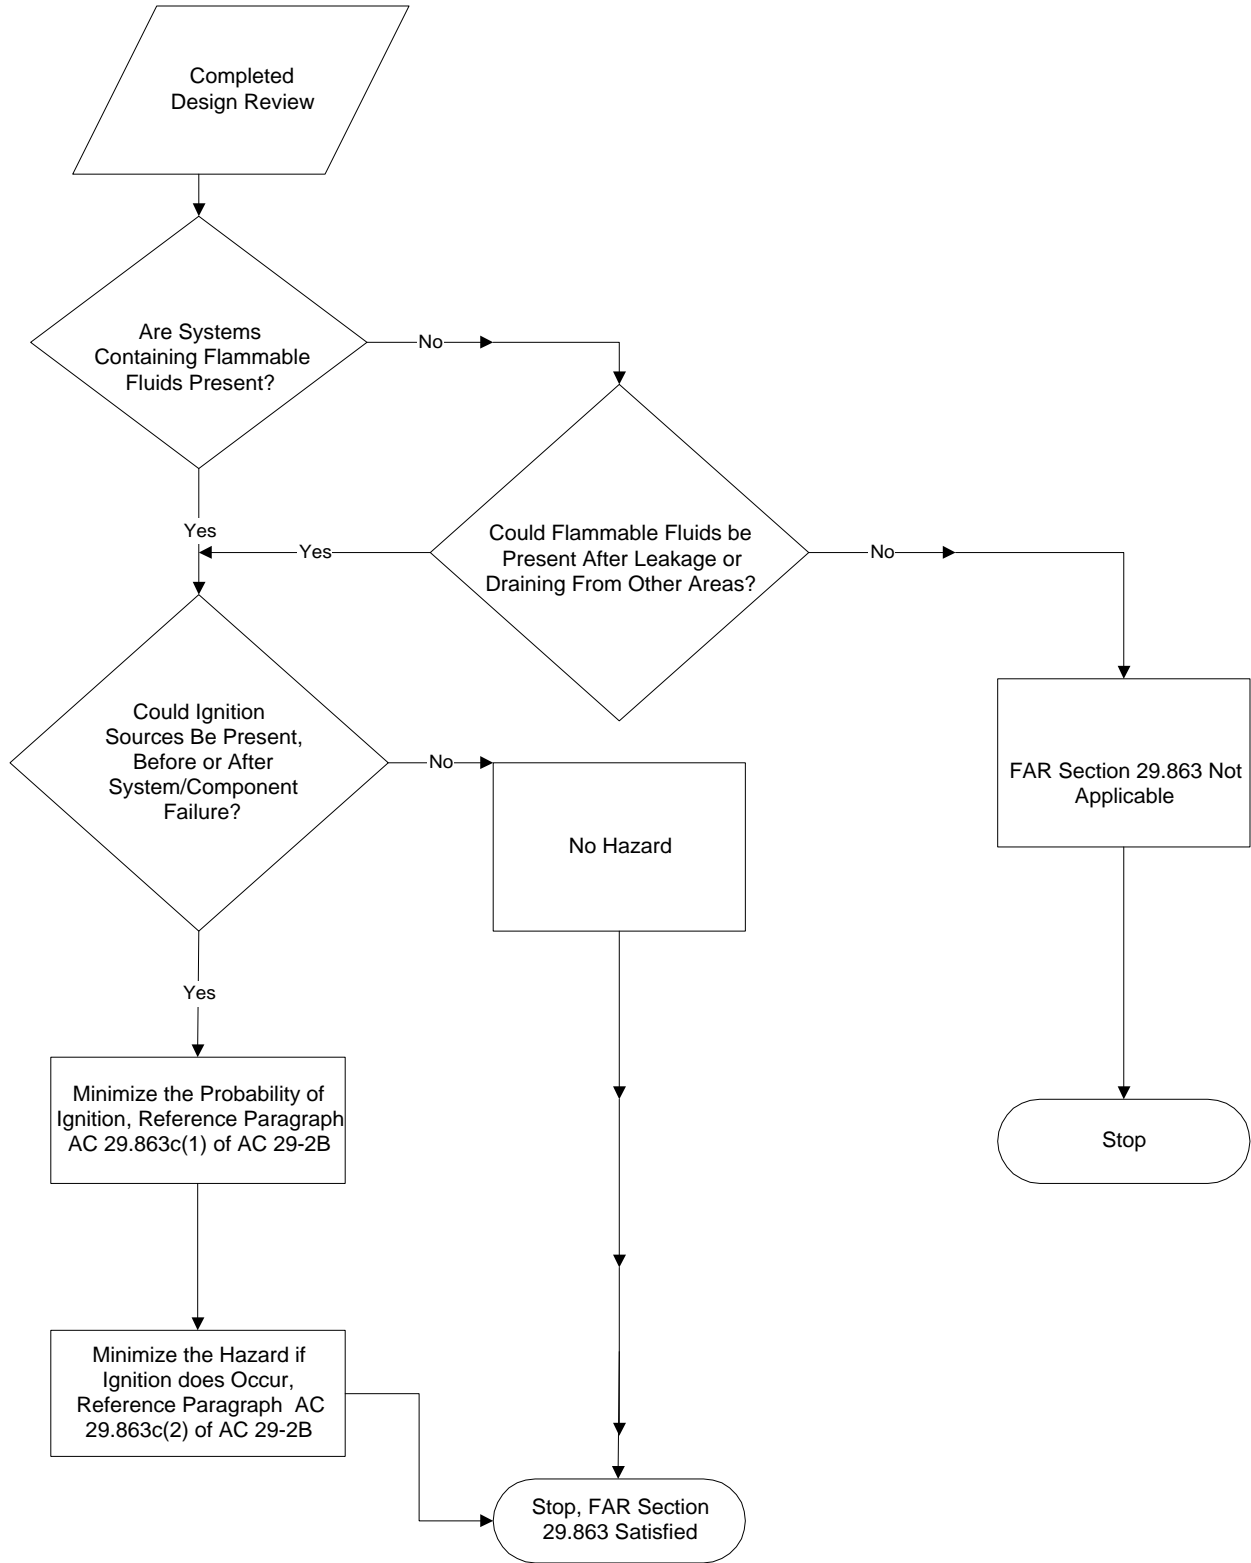 Completed
Design Review
Are Systems
Containing Flammable
Fluids Present?
No
Yes
Could Flammable Fluids be
Present After Leakage or
Draining From Other Areas?
Yes
No
Could Ignition
Sources Be Present,
Before or After
System/Component
Failure?
No
Yes
No Hazard
FAR Section 29.863 Not
Applicable
Stop
Minimize the Probability of
Ignition, Reference Paragraph
AC 29.863c(1) of AC 29-2B
Minimize the Hazard if
Ignition does Occur,
Reference Paragraph AC
29.863c(2) of AC 29-2B
Stop, FAR Section
29.863 Satisfied